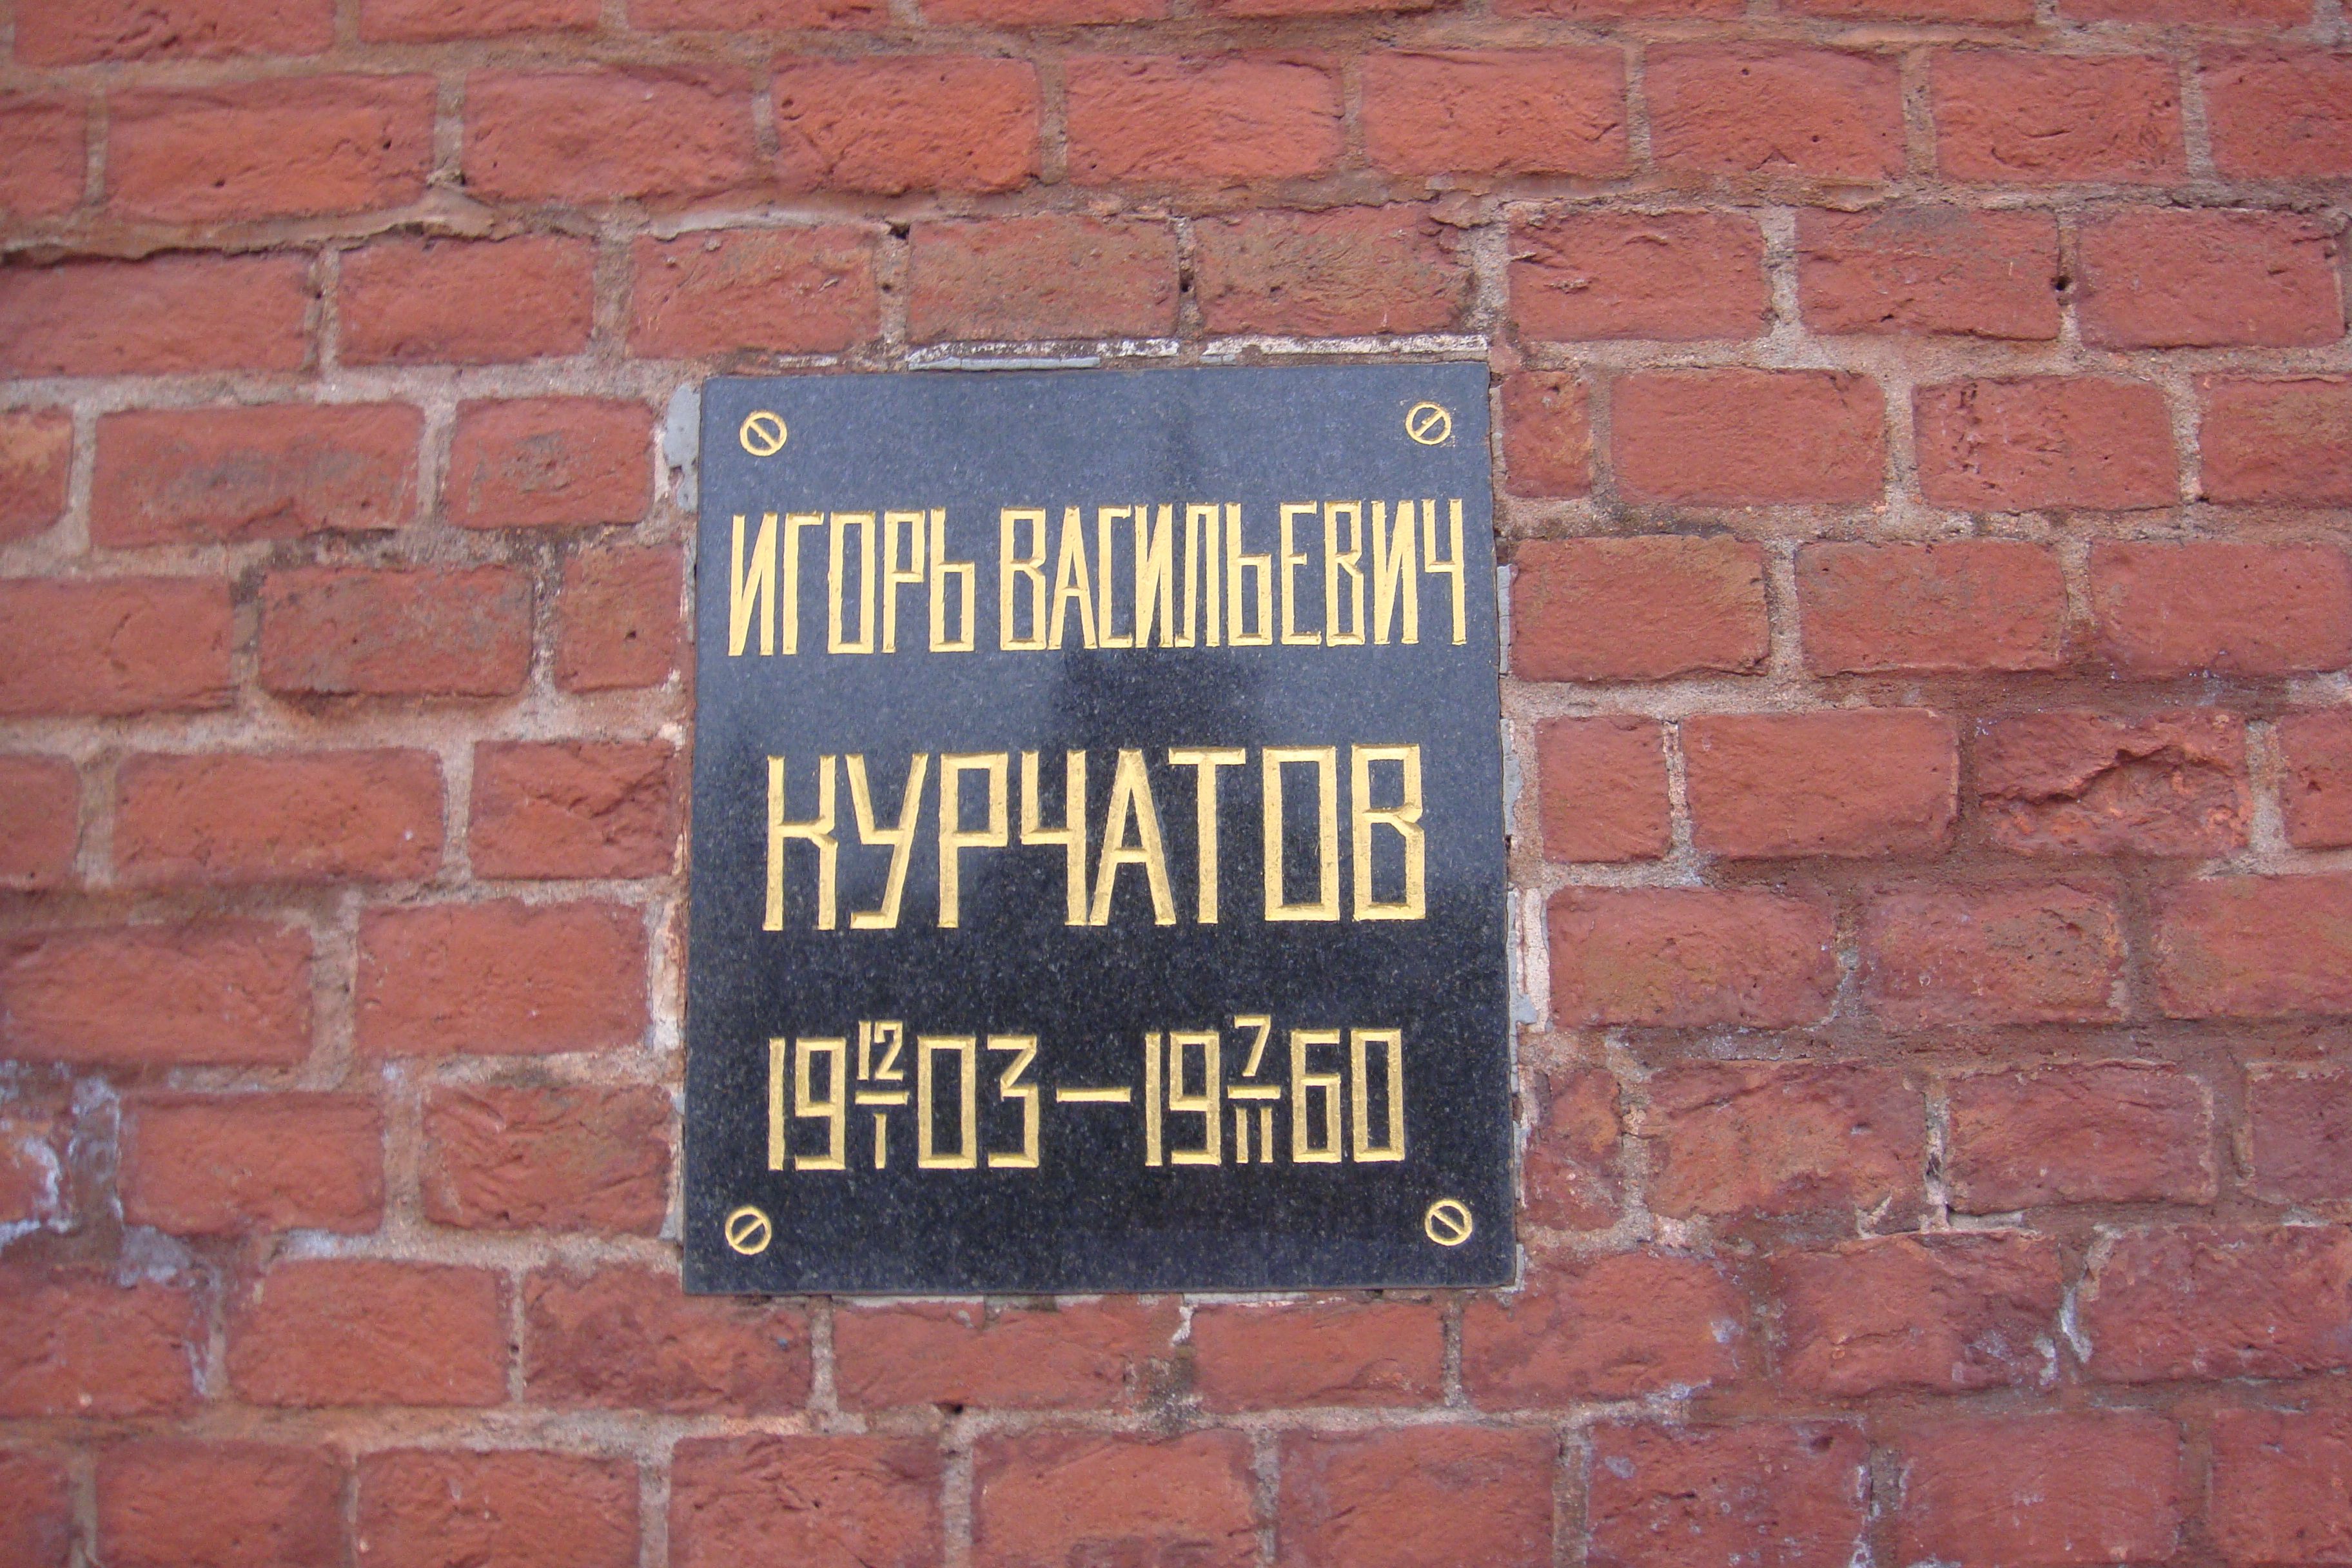 ИГОРЬ ВАСИЛЬЕВИЧ
КУРЧАТОВ
19 12/I 03 — 19 7/II 60